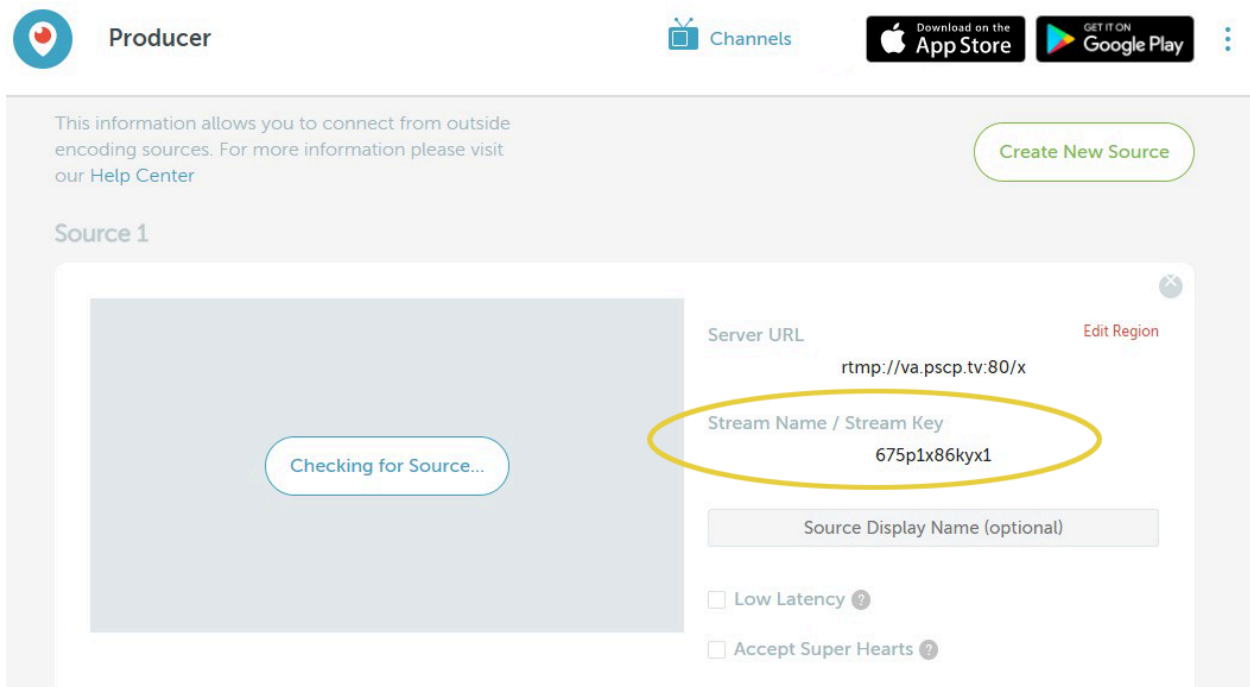 Producer
Channels
Download on the
App Store
GET IT ON
Google Play
This information allows you to connect from outside
encoding sources. For more information please visit
our Help Center
Create New Source
Source 1
Server URL
Edit Region
rtmp://va.pscp.tv:80/x
Stream Name / Stream Key
675p1x86kyx1
Checking for Source...
Source Display Name (optional)
Low Latency ?
Accept Super Hearts ?